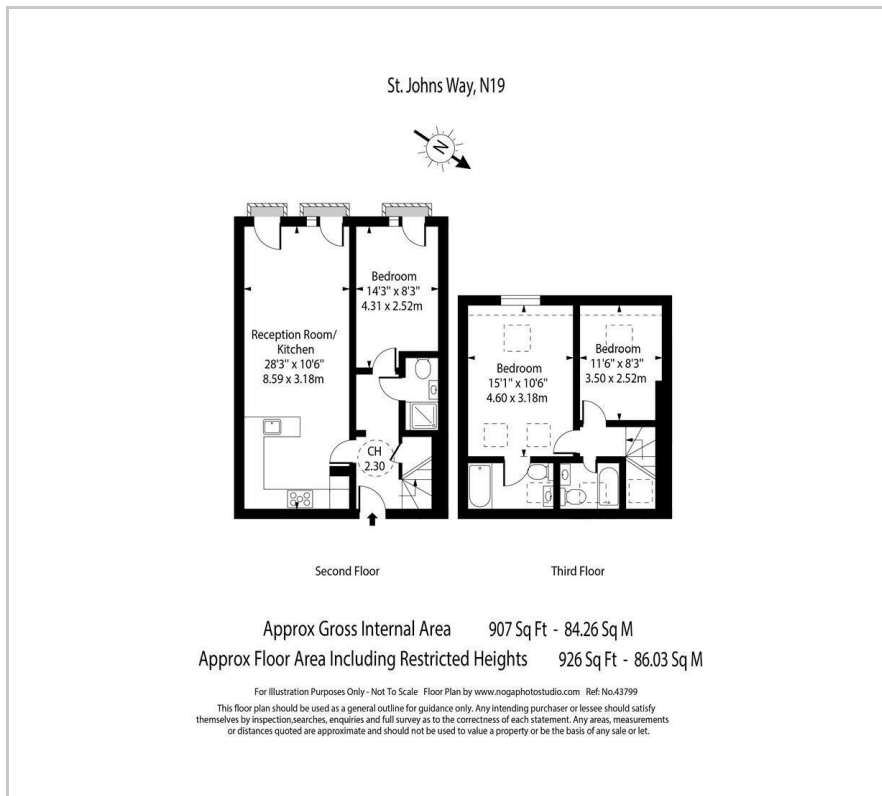 St. Johns Way, N19
N
Bedroom
14'3" x 8'3"
4.31 x 2.52m
Reception Room/
Kitchen
28'3" x 10'6"
8.59 x 3.18m
CH
2.30
Bedroom
15'1" x 10'6"
4.60 x 3.18m
Bedroom
11'6" x 8'3"
3.50 x 2.52m
Second Floor
Third Floor
Approx Gross Internal Area 907 Sq Ft - 84.26 Sq M
Approx Floor Area Including Restricted Heights 926 Sq Ft - 86.03 Sq M
For Illustration Purposes Only - Not To Scale Floor Plan by www.nogaphotostudio.com Ref: No.43799
This floor plan should be used as a general outline for guidance only. Any intending purchaser or lessee should satisfy
themselves by inspection,searches, enquiries and full survey as to the correctness of each statement. Any areas, measurements
or distances quoted are approximate and should not be used to value a property or be the basis of any sale or let.